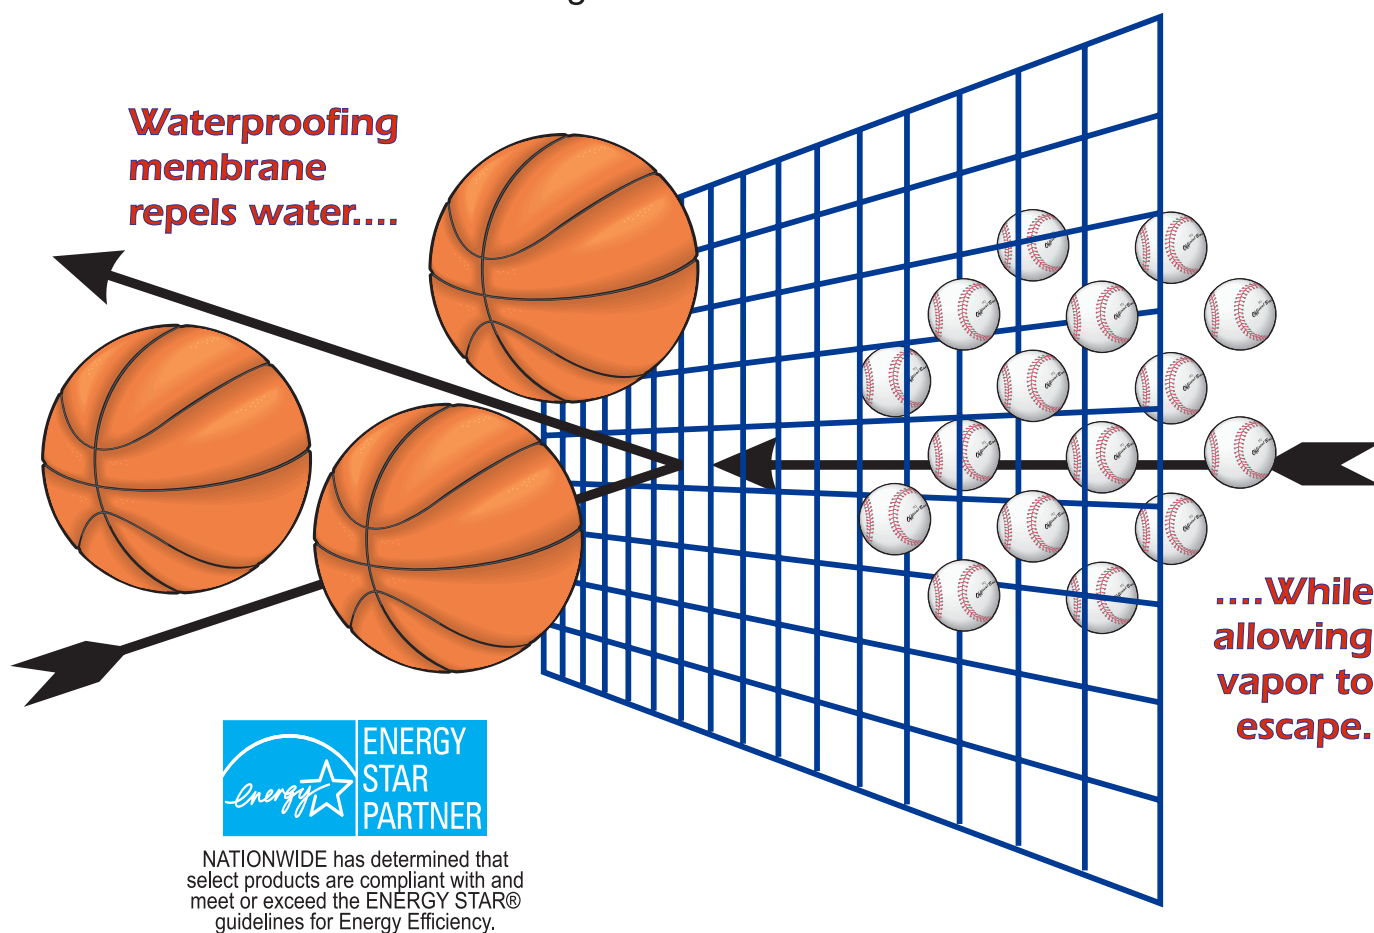 Waterproofing
membrane
repels water....
....While
allowing
vapor to
escape.
energy
ENERGY
STAR
PARTNER
NATIONWIDE has determined that
select products are compliant with and
meet or exceed the ENERGY STAR®
guidelines for Energy Efficiency.